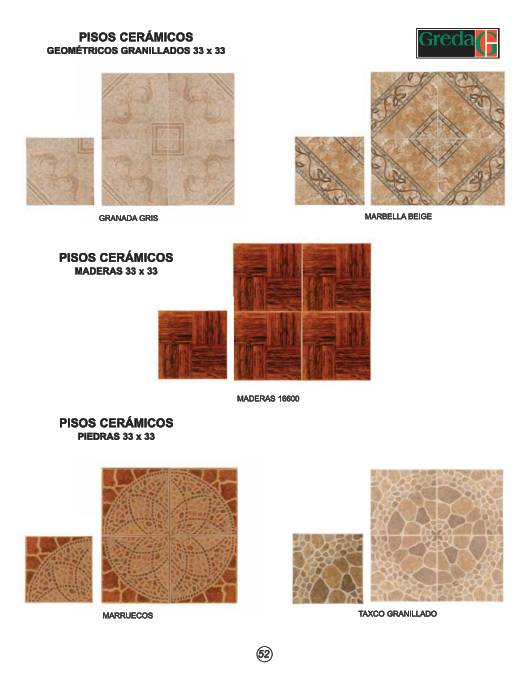 PISOS CERÁMICOS
GEOMÉTRICOS GRANILLADOS 33 x 33
Greda G
GRANADA GRIS
MARBELLA BEIGE
PISOS CERÁMICOS
MADERAS 33 x 33
MADERAS 16600
PISOS CERÁMICOS
PIEDRAS 33 x 33
MARRUECOS
TAXCO GRANILLADO
52